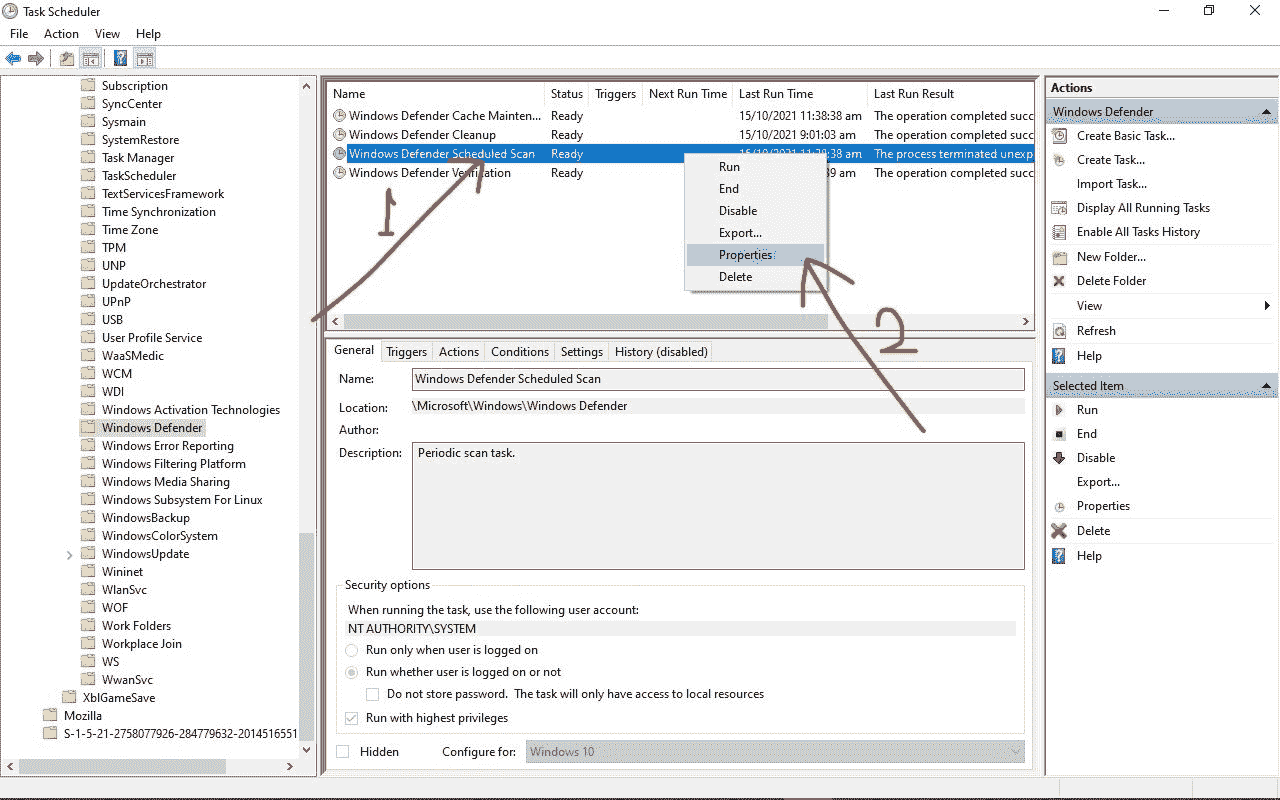 Task Scheduler
File Action View Help
Subscription
SyncCenter
Sysmain
SystemRestore
Task Manager
TaskScheduler
TextServicesFramework
Time Synchronization
Time Zone
TPM
UNP
UpdateOrchestrator
UPnP
USB
User Profile Service
WaaSMedic
WCM
WDI
Windows Activation Technologies
Windows Defender
Windows Error Reporting
Windows Filtering Platform
Windows Media Sharing
Windows Subsystem For Linux
WindowsBackup
WindowsColorSystem
WindowsUpdate
Wininet
WlanSvc
WOF
Work Folders
Workplace Join
WS
WwanSvc
XblGameSave
Mozilla
S-1-5-21-2758077926-284779632-2014516551
Name Status Triggers Next Run Time Last Run Time Last Run Result
Windows Defender Cache Mainten... Ready 15/10/2021 11:38:38 am The operation completed succ
Windows Defender Cleanup Ready 15/10/2021 9:01:03 am The operation completed succ
Windows Defender Scheduled Scan Ready 11:38:38 am The process terminated unexp
Windows Defender Verification Ready 39 am The operation completed succ
Run
End
Disable
Export...
Properties
Delete
1
2
General Triggers Actions Conditions Settings History (disabled)
Name: Windows Defender Scheduled Scan
Location: \Microsoft\Windows\Windows Defender
Author:
Description: Periodic scan task.
Security options
When running the task, use the following user account:
NT AUTHORITY\SYSTEM
Run only when user is logged on
Run whether user is logged on or not
Do not store password. The task will only have access to local resources
Run with highest privileges
Hidden Configure for: Windows 10
Actions
Windows Defender
Create Basic Task...
Create Task...
Import Task...
Display All Running Tasks
Enable All Tasks History
New Folder...
Delete Folder
View
Refresh
Help
Selected Item
Run
End
Disable
Export...
Properties
Delete
Help